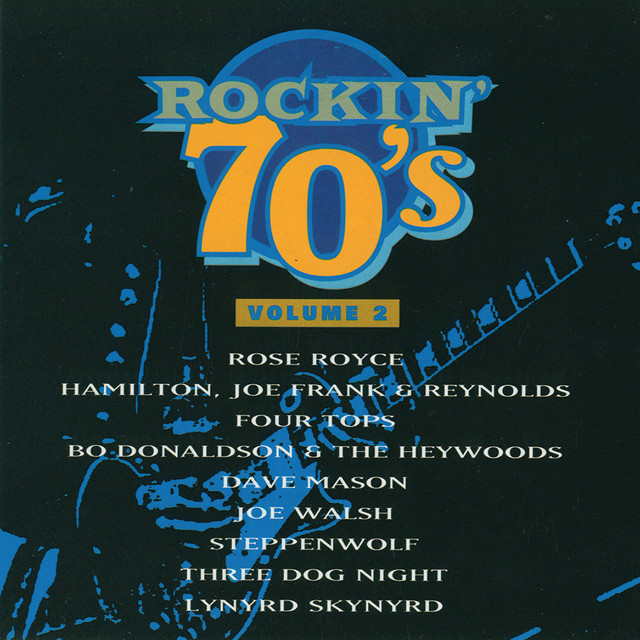 ROCKIN'
70's
VOLUME 2
ROSE ROYCE
HAMILTON, JOE FRANK & REYNOLDS
FOUR TOPS
BO DONALDSON & THE HEYWOODS
DAVE MASON
JOE WALSH
STEPPENWOLF
THREE DOG NIGHT
LYNYRD SKYNYRD